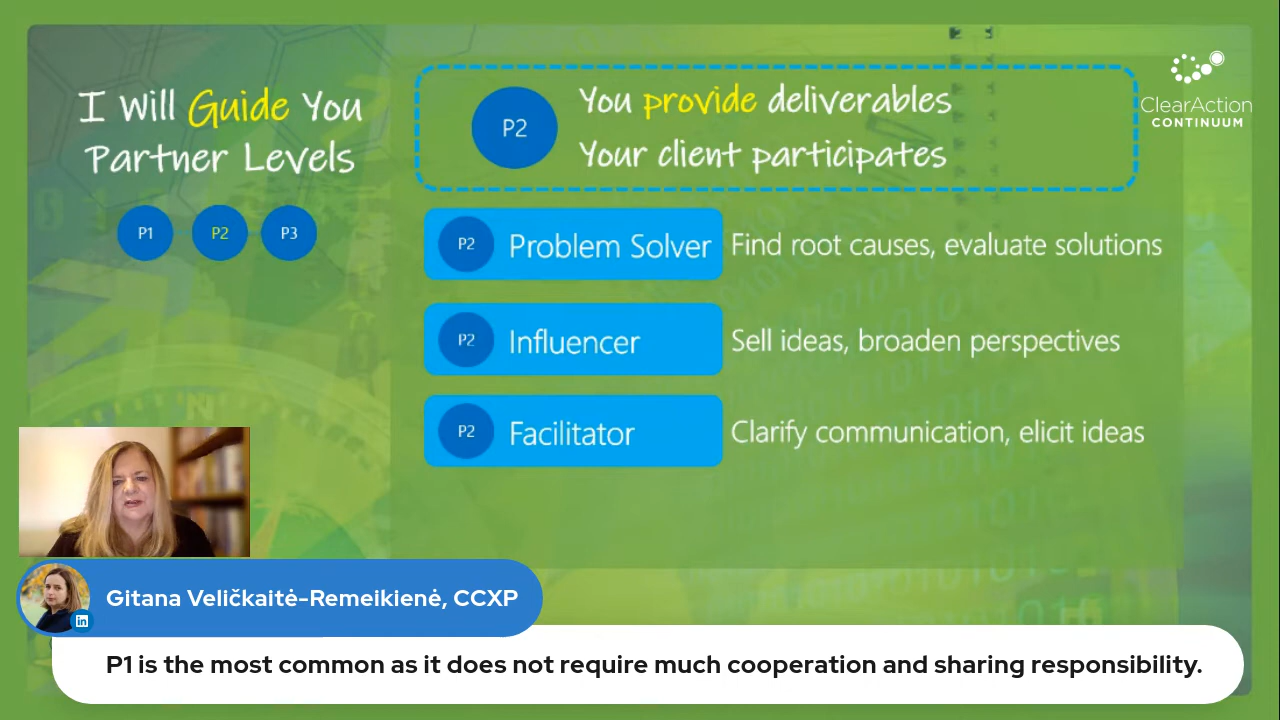 I Will Guide You
Partner Levels
P1 P2 P3
P2
You provide deliverables
Your client participates
ClearAction
CONTINUUM
P2 Problem Solver Find root causes, evaluate solutions
P2 Influencer Sell ideas, broaden perspectives
P2 Facilitator Clarify communication, elicit ideas
Gitana Veličkaitė-Remeikienė, CCXP
in
P1 is the most common as it does not require much cooperation and sharing responsibility.